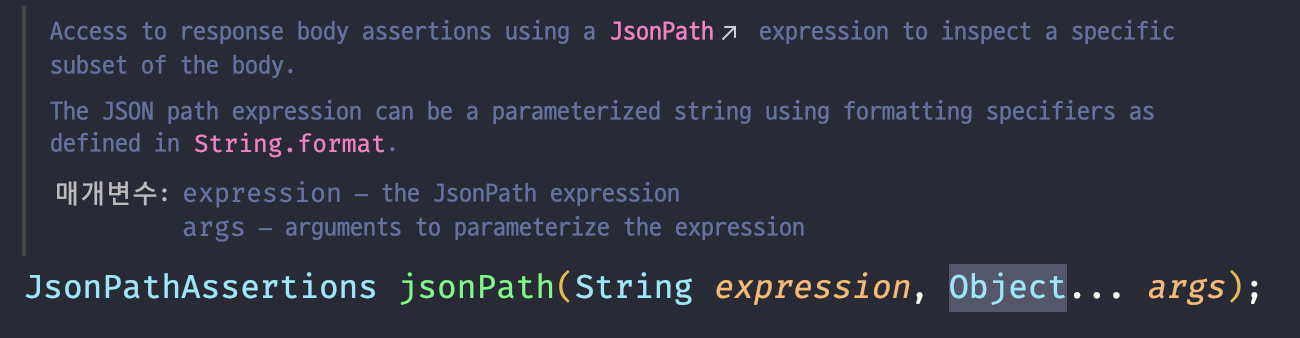 Access to response body assertions using a JsonPath↗ expression to inspect a specific
subset of the body.
The JSON path expression can be a parameterized string using formatting specifiers as
defined in String.format.
매개변수: expression – the JsonPath expression
args – arguments to parameterize the expression
JsonPathAssertions jsonPath(String expression, Object... args);